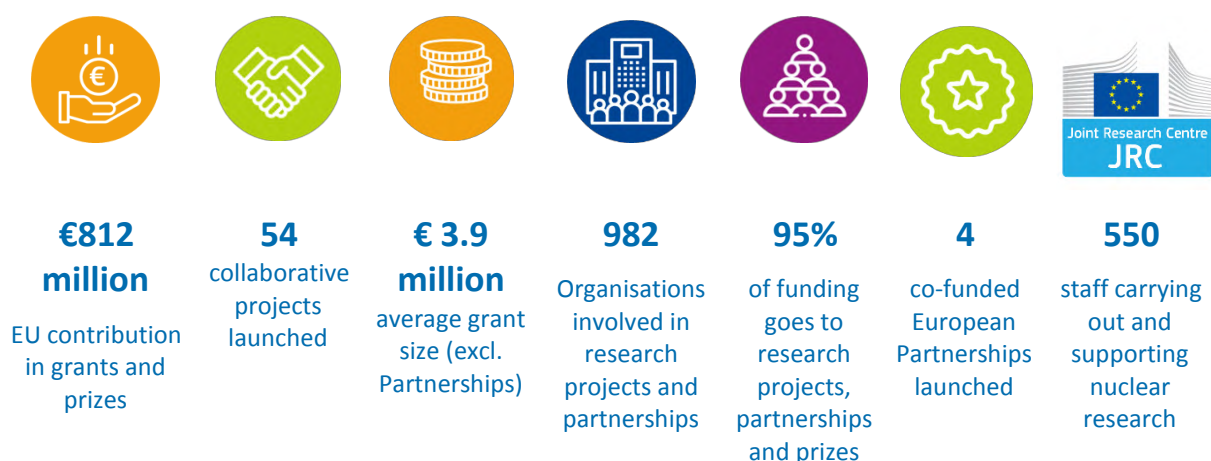 Joint Research Centre
JRC
€812
million
EU contribution
in grants and
prizes
54
collaborative
projects
launched
€ 3.9
million
average grant
size (excl.
Partnerships)
982
Organisations
involved in
research
projects and
partnerships
95%
of funding
goes to
research
projects,
partnerships
and prizes
4
co-funded
European
Partnerships
launched
550
staff carrying
out and
supporting
nuclear
research